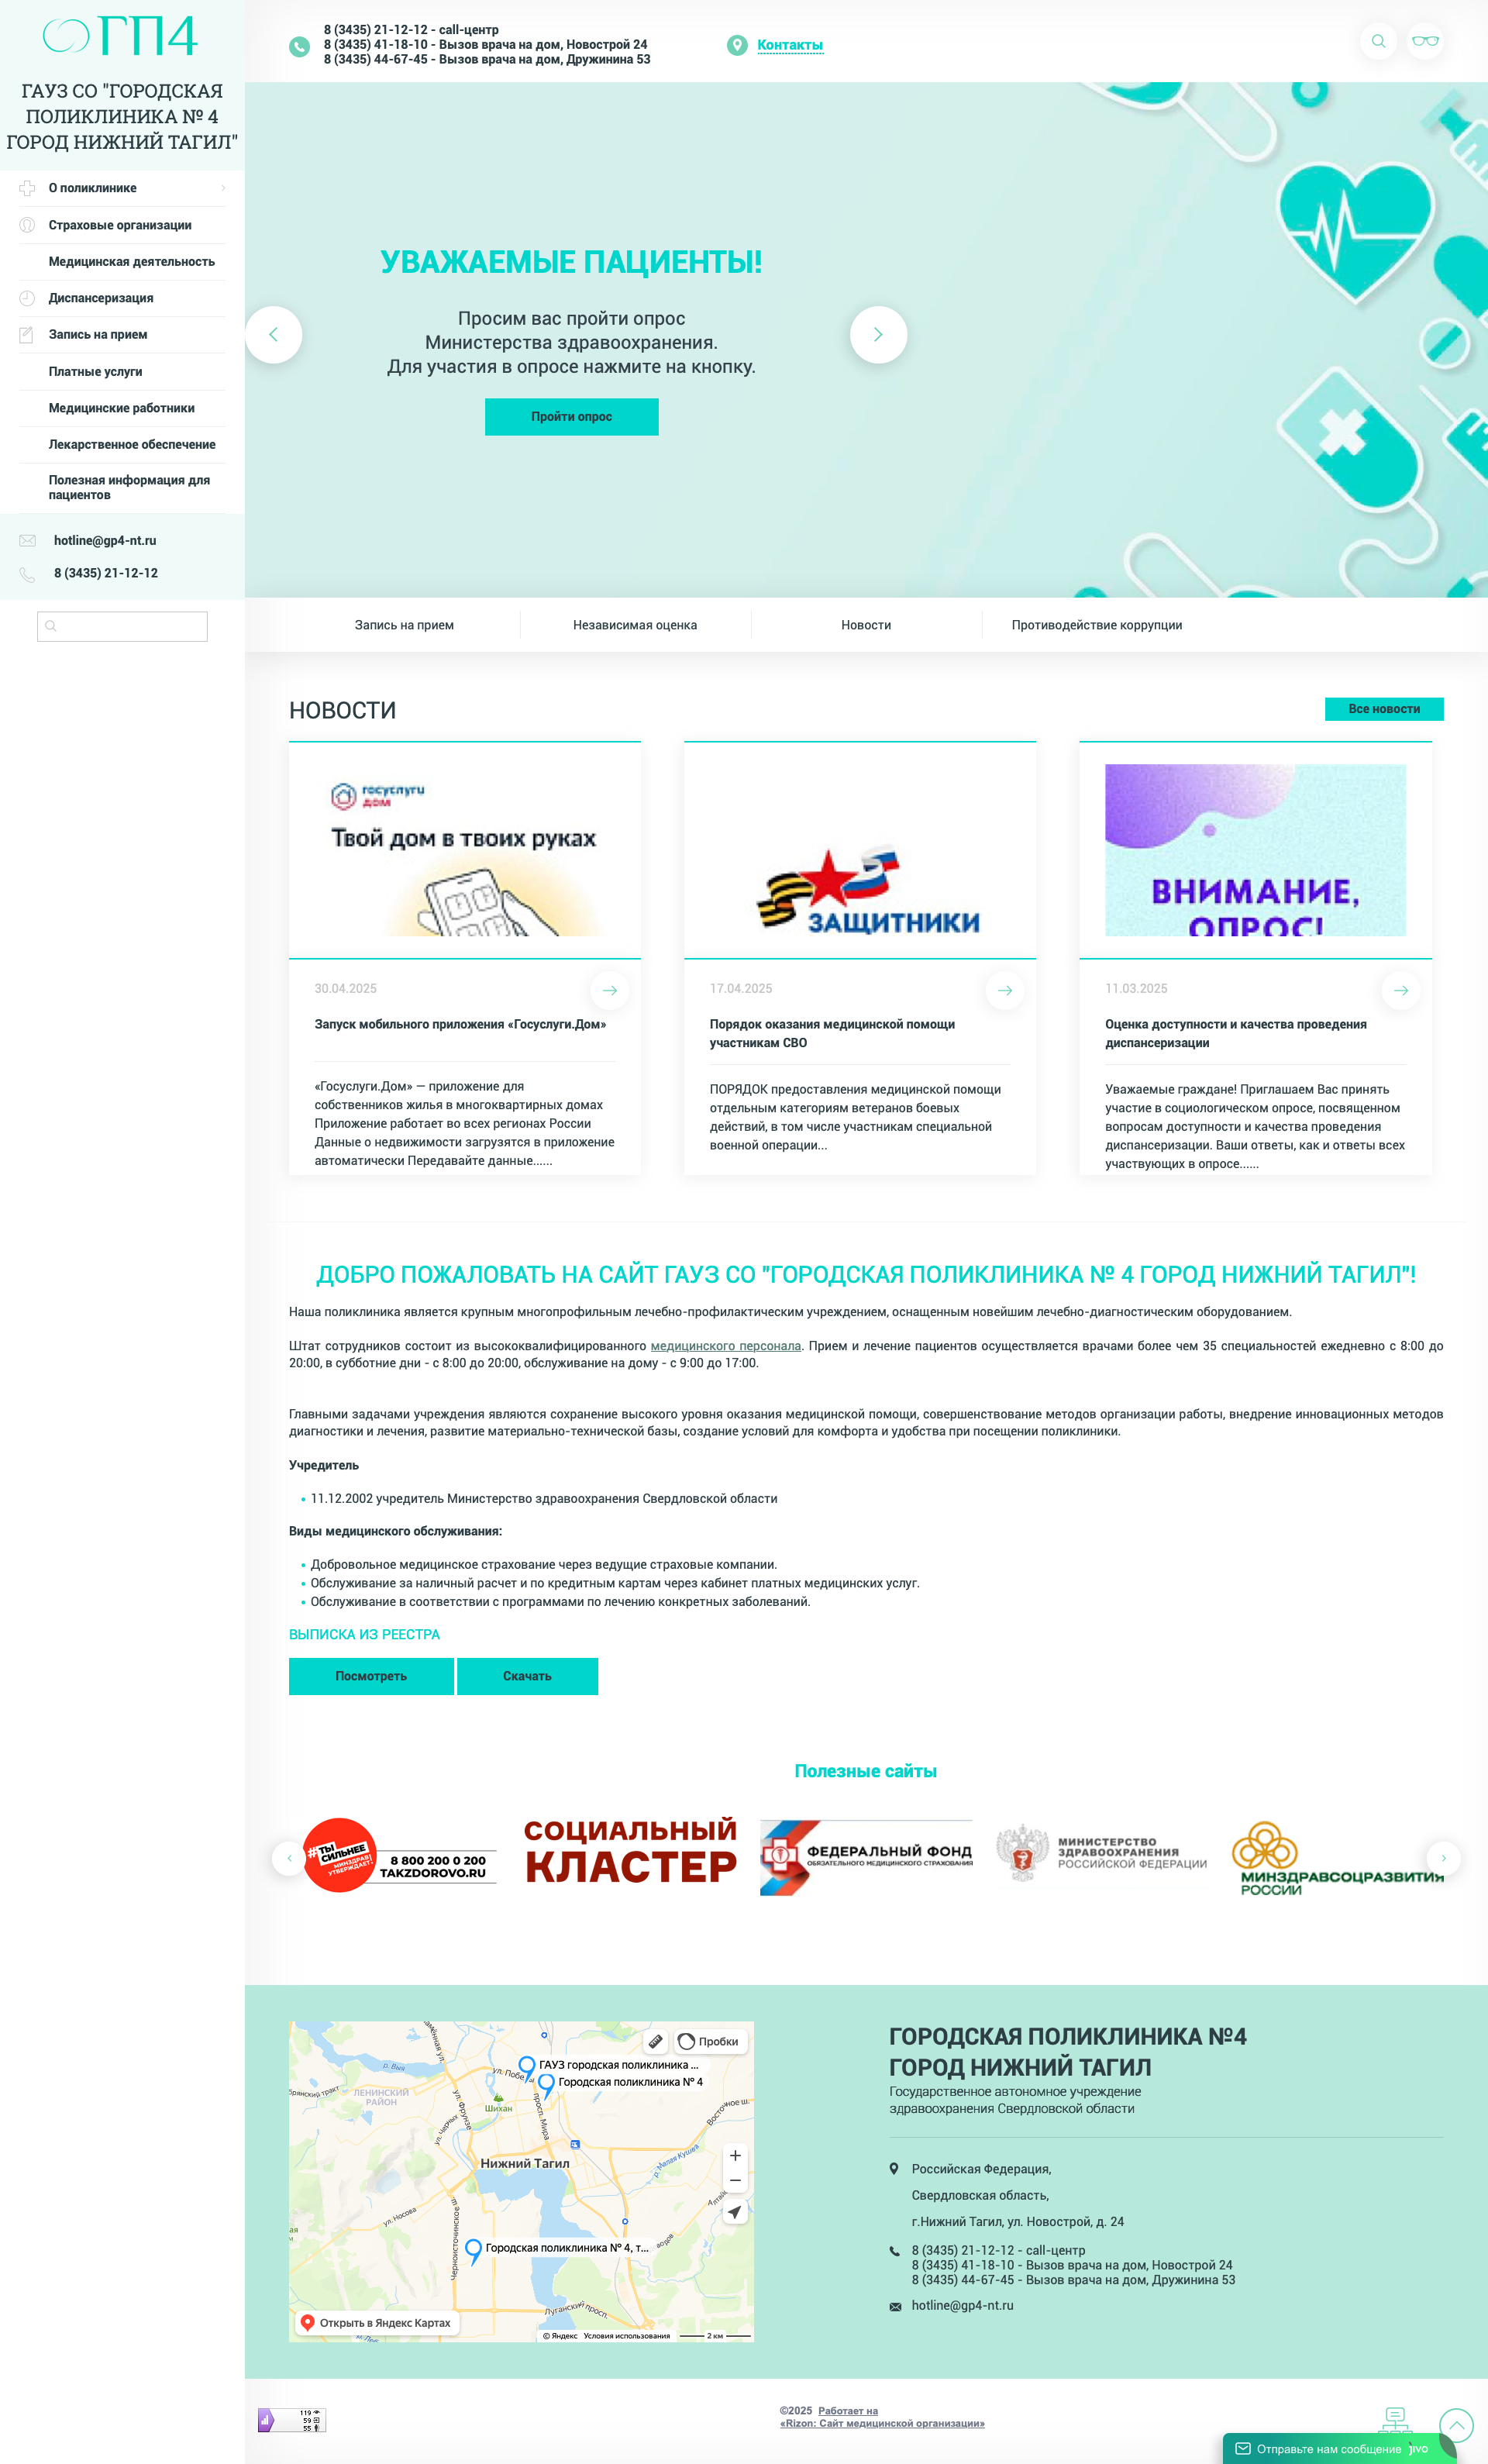 ГП4
ГАУЗ СО "ГОРОДСКАЯ
ПОЛИКЛИНИКА № 4
ГОРОД НИЖНИЙ ТАГИЛ"
О поликлинике
Страховые организации
Медицинская деятельность
Диспансеризация
Запись на прием
Платные услуги
Медицинские работники
Лекарственное обеспечение
Полезная информация для
пациентов
hotline@gp4-nt.ru
8 (3435) 21-12-12
8 (3435) 21-12-12 - call-центр
8 (3435) 41-18-10 - Вызов врача на дом, Новострой 24
8 (3435) 44-67-45 - Вызов врача на дом, Дружинина 53
Контакты
УВАЖАЕМЫЕ ПАЦИЕНТЫ!
Просим вас пройти опрос
Министерства здравоохранения.
Для участия в опросе нажмите на кнопку.
Пройти опрос
Запись на прием
Независимая оценка
Новости
Противодействие коррупции
НОВОСТИ
Все новости
госуслуги
дом
Твой дом в твоих руках
30.04.2025
Запуск мобильного приложения «Госуслуги.Дом»
«Госуслуги.Дом» — приложение для
собственников жилья в многоквартирных домах
Приложение работает во всех регионах России
Данные о недвижимости загрузятся в приложение
автоматически Передавайте данные......
ЗАЩИТНИКИ
17.04.2025
Порядок оказания медицинской помощи
участникам СВО
ПОРЯДОК предоставления медицинской помощи
отдельным категориям ветеранов боевых
действий, в том числе участникам специальной
военной операции...
ВНИМАНИЕ,
ОПРОС!
11.03.2025
Оценка доступности и качества проведения
диспансеризации
Уважаемые граждане! Приглашаем Вас принять
участие в социологическом опросе, посвященном
вопросам доступности и качества проведения
диспансеризации. Ваши ответы, как и ответы всех
участвующих в опросе......
ДОБРО ПОЖАЛОВАТЬ НА САЙТ ГАУЗ СО "ГОРОДСКАЯ ПОЛИКЛИНИКА № 4 ГОРОД НИЖНИЙ ТАГИЛ"!
Наша поликлиника является крупным многопрофильным лечебно-профилактическим учреждением, оснащенным новейшим лечебно-диагностическим оборудованием.
Штат сотрудников состоит из высококвалифицированного медицинского персонала. Прием и лечение пациентов осуществляется врачами более чем 35 специальностей ежедневно с 8:00 до
20:00, в субботние дни - с 8:00 до 20:00, обслуживание на дому - с 9:00 до 17:00.
Главными задачами учреждения являются сохранение высокого уровня оказания медицинской помощи, совершенствование методов организации работы, внедрение инновационных методов
диагностики и лечения, развитие материально-технической базы, создание условий для комфорта и удобства при посещении поликлиники.
Учредитель
11.12.2002 учредитель Министерство здравоохранения Свердловской области
Виды медицинского обслуживания:
Добровольное медицинское страхование через ведущие страховые компании.
Обслуживание за наличный расчет и по кредитным картам через кабинет платных медицинских услуг.
Обслуживание в соответствии с программами по лечению конкретных заболеваний.
ВЫПИСКА ИЗ РЕЕСТРА
Посмотреть
Скачать
Полезные сайты
#ТЫ
СИЛЬНЕЕ
МИНЗДРАВ
УТВЕРЖДАЕТ!
8 800 200 0 200
TAKZDOROVO.RU
СОЦИАЛЬНЫЙ
КЛАСТЕР
ФЕДЕРАЛЬНЫЙ ФОНД
ОБЯЗАТЕЛЬНОГО МЕДИЦИНСКОГО СТРАХОВАНИЯ
МИНИСТЕРСТВО
ЗДРАВООХРАНЕНИЯ
РОССИЙСКОЙ ФЕДЕРАЦИИ
МИНЗДРАВСОЦРАЗВИТИЯ
РОССИИ
Пробки
ГАУЗ городская поликлиника ...
Городская поликлиника № 4
р. Выя
ул. Побе
ЛЕНИНСКИЙ
РАЙОН
Шихан
ул. Фрунзе
ул. Черных
просп. Мира
Восточное ш.
р. Малая Кушва
Нижний Тагил
ул. Носова
Черноисточинское
Городская поликлиника № 4, т...
Луганский просп.
Открыть в Яндекс Картах
© Яндекс Условия использования
2 км
ГОРОДСКАЯ ПОЛИКЛИНИКА №4
ГОРОД НИЖНИЙ ТАГИЛ
Государственное автономное учреждение
здравоохранения Свердловской области
Российская Федерация,
Свердловская область,
г.Нижний Тагил, ул. Новострой, д. 24
8 (3435) 21-12-12 - call-центр
8 (3435) 41-18-10 - Вызов врача на дом, Новострой 24
8 (3435) 44-67-45 - Вызов врача на дом, Дружинина 53
hotline@gp4-nt.ru
119
59
55
©2025 Работает на
«Rizon: Сайт медицинской организации»
Отправьте нам сообщение jivo